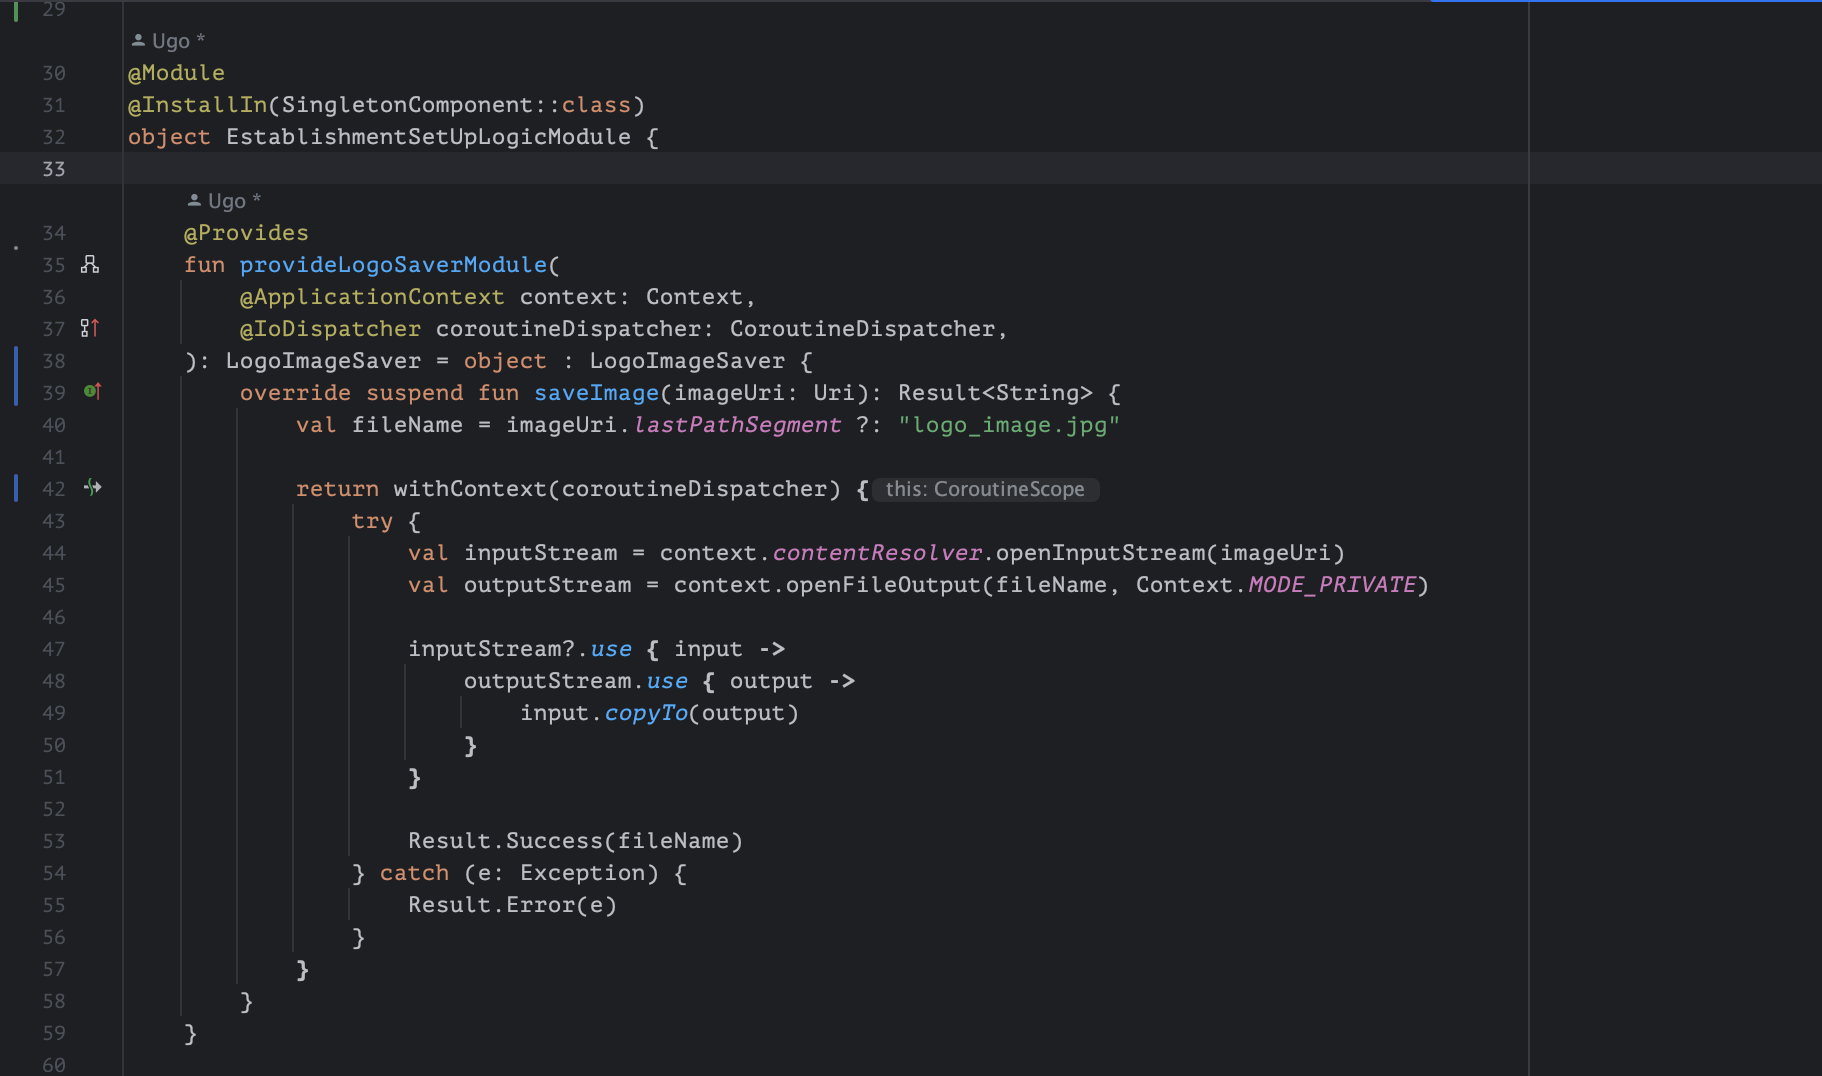 29
Ugo *
30 @Module
31 @InstallIn(SingletonComponent::class)
32 object EstablishmentSetUpLogicModule {
33
Ugo *
34 @Provides
35 fun provideLogoSaverModule(
36 @ApplicationContext context: Context,
37 @IoDispatcher coroutineDispatcher: CoroutineDispatcher,
38 ): LogoImageSaver = object : LogoImageSaver {
39 override suspend fun saveImage(imageUri: Uri): Result<String> {
40 val fileName = imageUri.lastPathSegment ?: "logo_image.jpg"
41
42 return withContext(coroutineDispatcher) { this: CoroutineScope
43 try {
44 val inputStream = context.contentResolver.openInputStream(imageUri)
45 val outputStream = context.openFileOutput(fileName, Context.MODE_PRIVATE)
46
47 inputStream?.use { input ->
48 outputStream.use { output ->
49 input.copyTo(output)
50 }
51 }
52
53 Result.Success(fileName)
54 } catch (e: Exception) {
55 Result.Error(e)
56 }
57 }
58 }
59 }
60